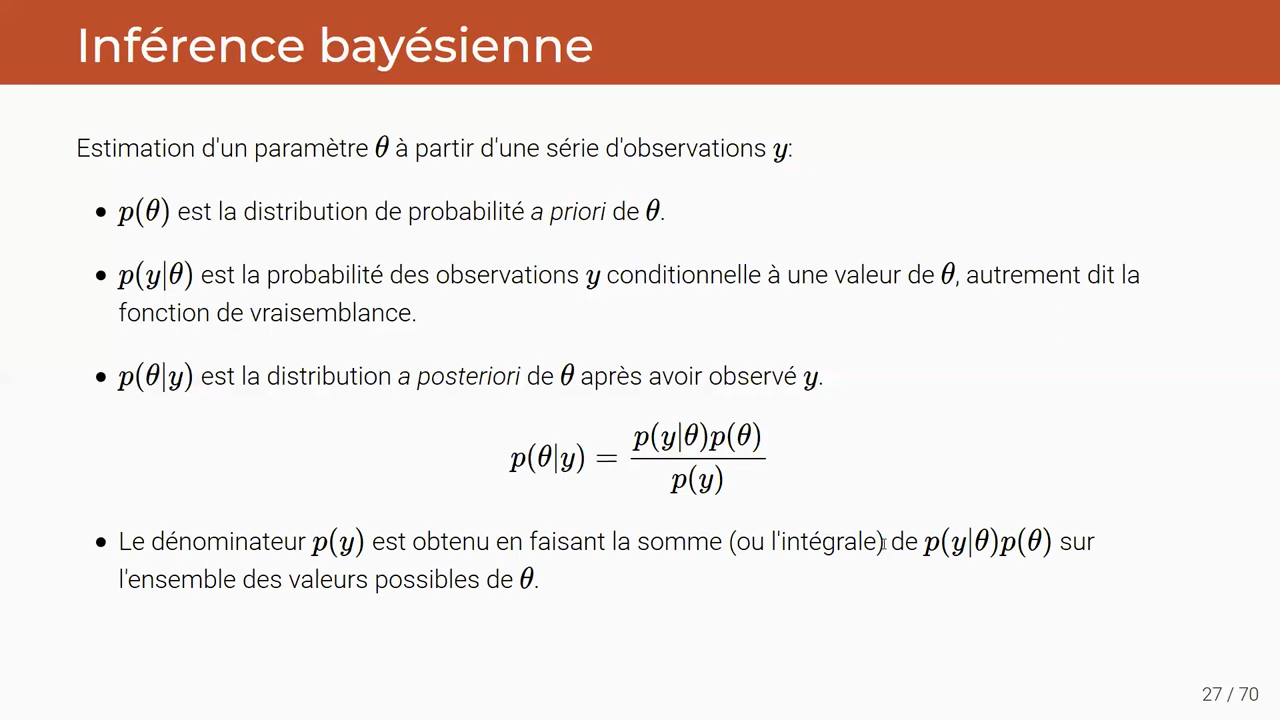 Inférence bayésienne
Estimation d'un paramètre θ à partir d'une série d'observations y:
• p(θ) est la distribution de probabilité a priori de θ.
• p(y|θ) est la probabilité des observations y conditionnelle à une valeur de θ, autrement dit la
fonction de vraisemblance.
• p(θ|y) est la distribution a posteriori de θ après avoir observé y.
p(θ|y) = p(y|θ)p(θ) / p(y)
• Le dénominateur p(y) est obtenu en faisant la somme (ou l'intégrale) de p(y|θ)p(θ) sur
l'ensemble des valeurs possibles de θ.
27 / 70